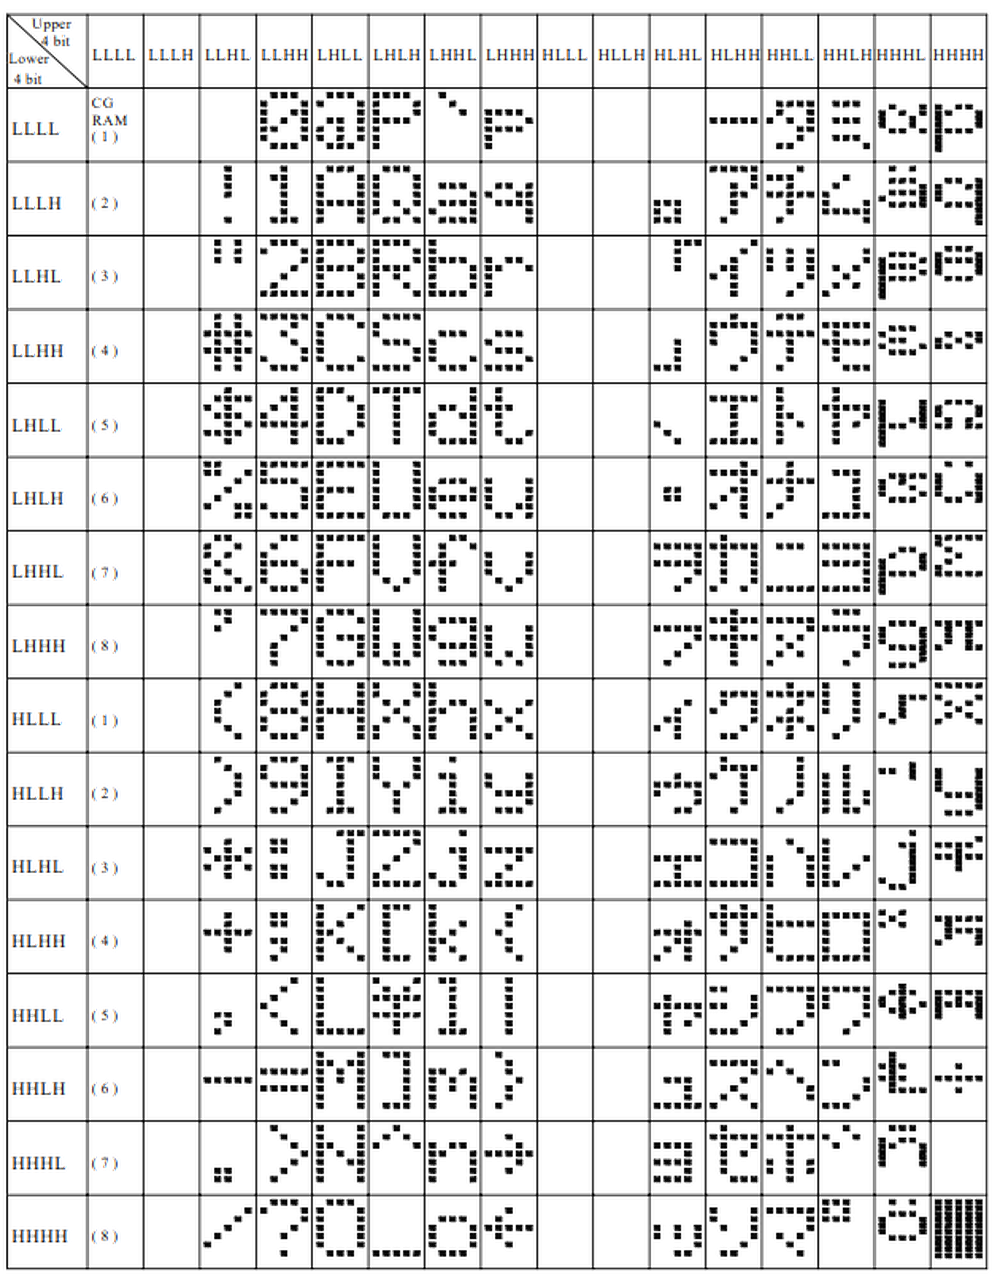 Upper
4 bit
Lower
4 bit
LLLL LLLH LLHL LLHH LHLL LHLH LHHL LHHH HLLL HLLH HLHL HLHH HHLL HHLH HHHL HHHH
LLLL CG RAM (1) 0 @ P ` p ー タ ミ α p
LLLH (2) ! 1 A Q a q 。 ア チ ム ä q
LLHL (3) " 2 B R b r 「 イ ツ メ β θ
LLHH (4) # 3 C S c s 」 ウ テ モ ε ∞
LHLL (5) $ 4 D T d t 、 エ ト ヤ μ Ω
LHLH (6) % 5 E U e u ・ オ ナ ユ σ ü
LHHL (7) & 6 F V f v ヲ カ ニ ヨ ρ Σ
LHHH (8) ' 7 G W g w ァ キ ヌ ラ g π
HLLL (1) ( 8 H X h x ィ ク ネ リ √ x̄
HLLH (2) ) 9 I Y i y ゥ ケ ノ ル ⁻¹ y
HLHL (3) * : J Z j z ェ コ ハ レ j 千
HLHH (4) + ; K [ k { ォ サ ヒ ロ ˣ 万
HHLL (5) , < L ¥ l | ャ シ フ ワ ¢ 円
HHLH (6) - = M ] m } ュ ス ヘ ン £ ÷
HHHL (7) . > N ^ n → ョ セ ホ ゛ ñ
HHHH (8) / ? O _ o ← ッ ソ マ ゜ ö █